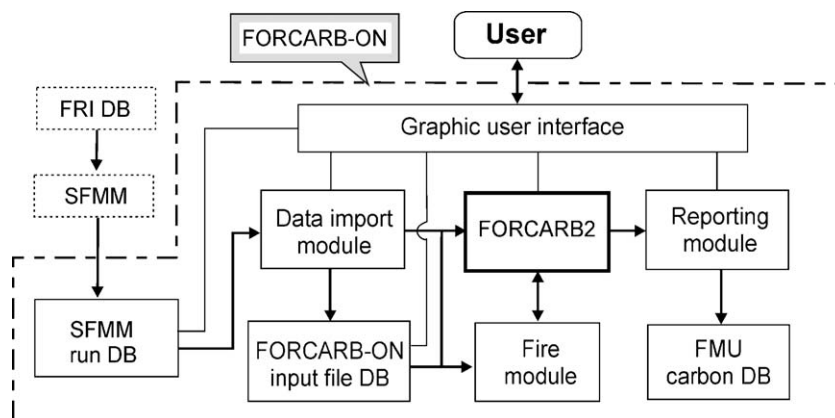 FORCARB-ON
User
FRI DB
Graphic user interface
SFMM
Data import
module
FORCARB2
Reporting
module
SFMM
run DB
FORCARB-ON
input file DB
Fire
module
FMU
carbon DB